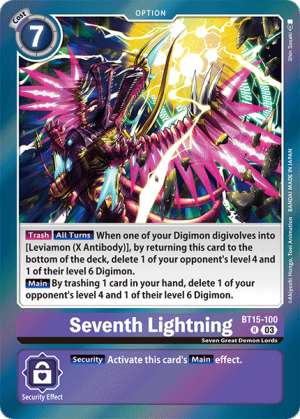 OPTION
Cost
7
Trash All Turns When one of your Digimon digivolves into
[Leviamon (X Antibody)], by returning this card to the
bottom of the deck, delete 1 of your opponent's level 4 and
1 of their level 6 Digimon.
Main By trashing 1 card in your hand, delete 1 of your
opponent's level 4 and 1 of their level 6 Digimon.
Seventh Lightning
BT15-100
R 03
Seven Great Demon Lords
Security Activate this card's Main effect.
Security Effect
©Akiyoshi Hongo, Toei Animation BANDAI MADE IN JAPAN